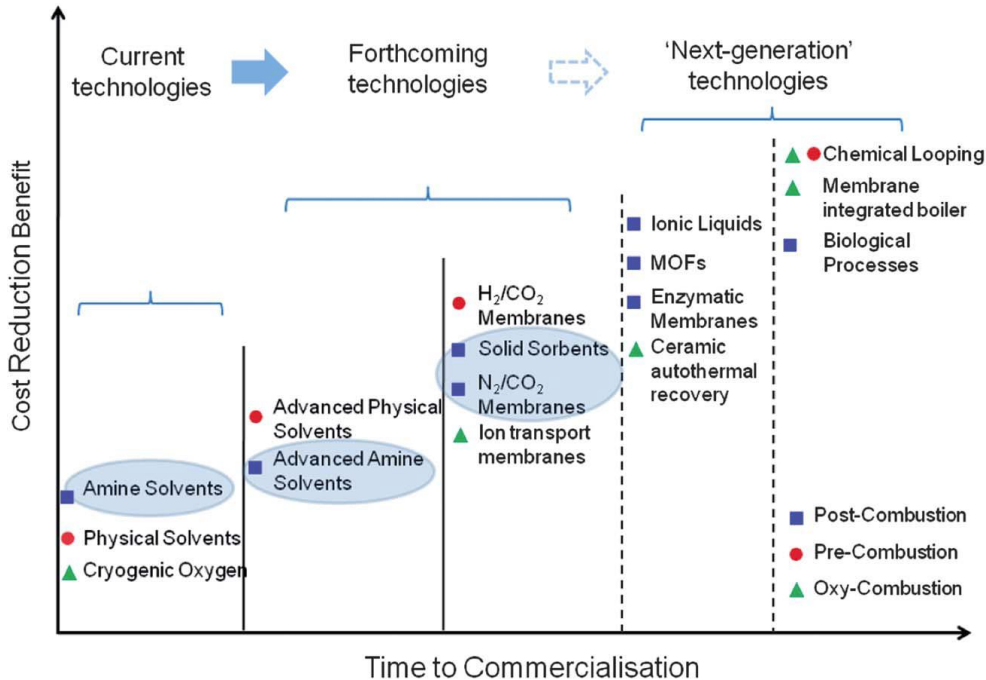 Current
technologies
Forthcoming
technologies
‘Next-generation’
technologies
Cost Reduction Benefit
Amine Solvents
Physical Solvents
Cryogenic Oxygen
Advanced Physical
Solvents
Advanced Amine
Solvents
H₂/CO₂
Membranes
Solid Sorbents
N₂/CO₂
Membranes
Ion transport
membranes
Ionic Liquids
MOFs
Enzymatic
Membranes
Ceramic
autothermal
recovery
Chemical Looping
Membrane
integrated boiler
Biological
Processes
Post-Combustion
Pre-Combustion
Oxy-Combustion
Time to Commercialisation